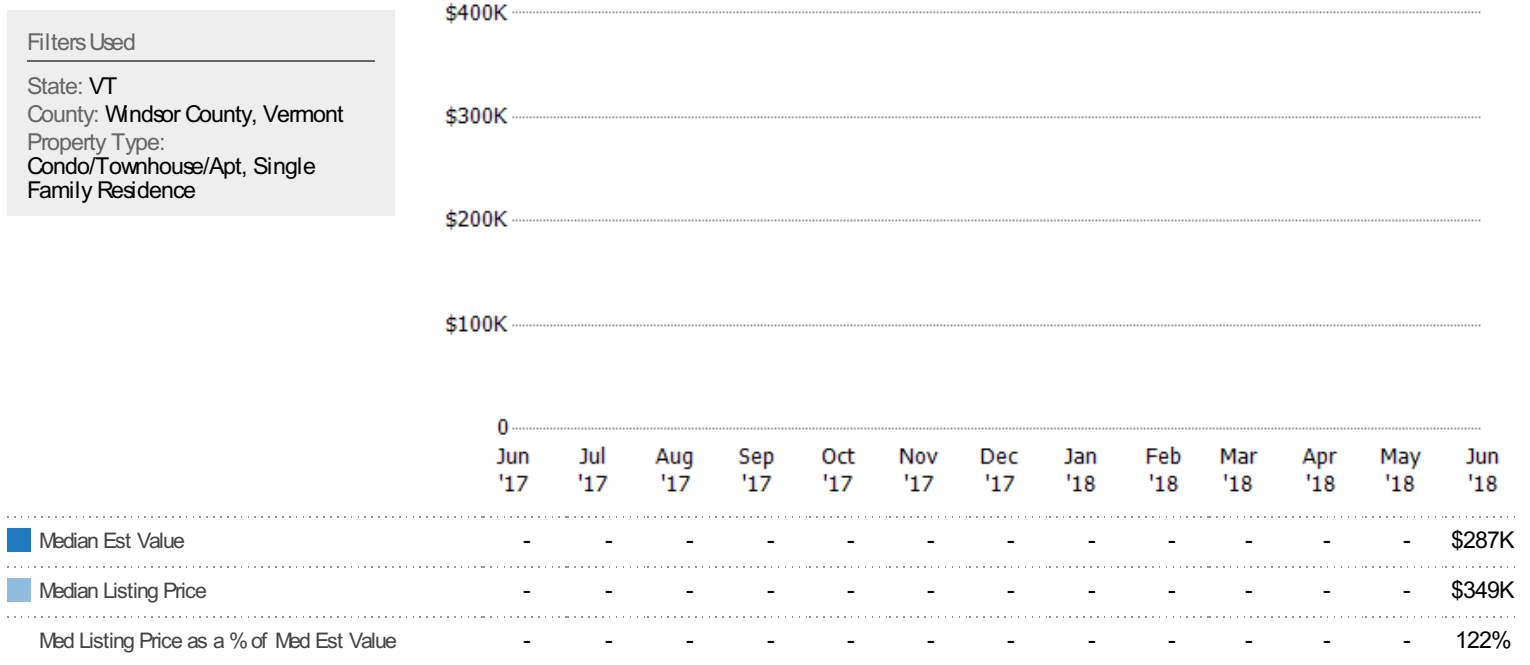 Filters Used
State: VT
County: Windsor County, Vermont
Property Type:
Condo/Townhouse/Apt, Single
Family Residence
$400K
$300K
$200K
$100K
0
Jun Jul Aug Sep Oct Nov Dec Jan Feb Mar Apr May Jun
'17 '17 '17 '17 '17 '17 '17 '18 '18 '18 '18 '18 '18
Median Est Value - - - - - - - - - - - - $287K
Median Listing Price - - - - - - - - - - - - $349K
Med Listing Price as a % of Med Est Value - - - - - - - - - - - - 122%